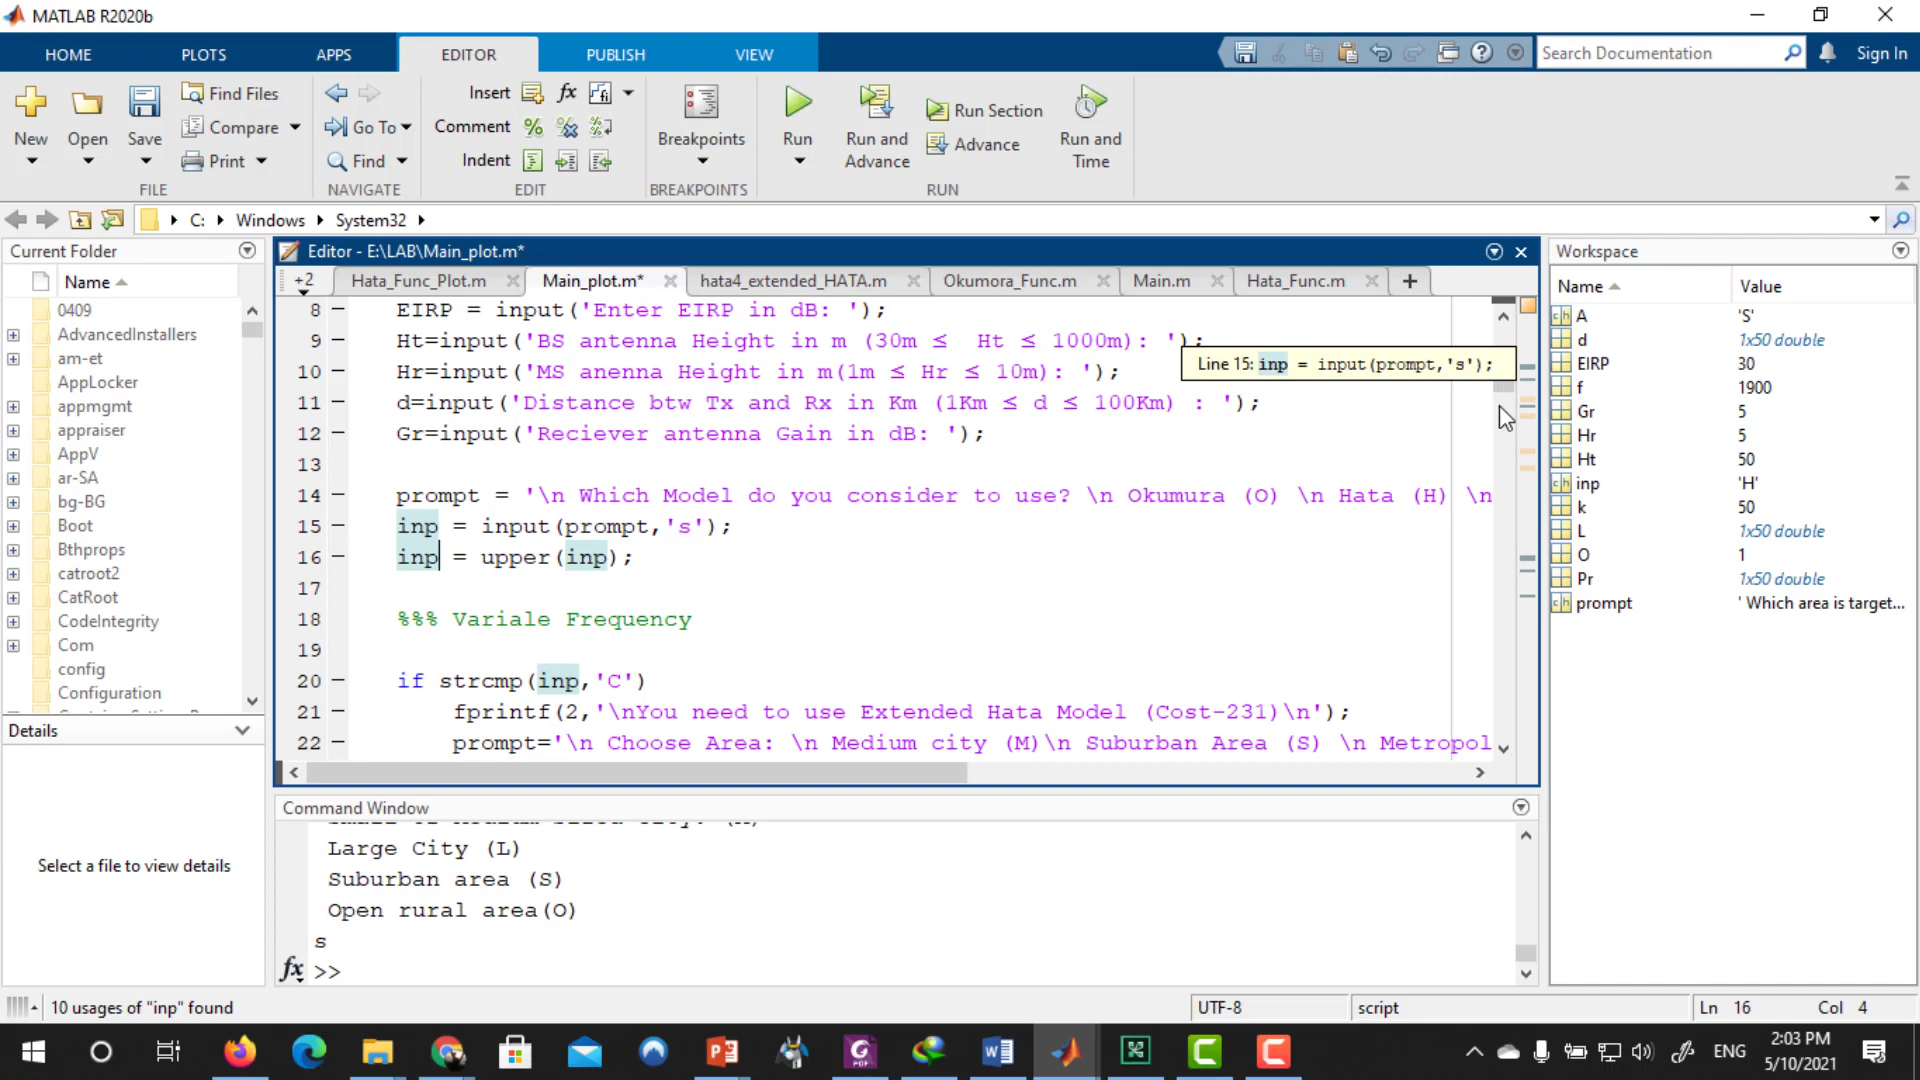 MATLAB R2020b
HOME PLOTS APPS EDITOR PUBLISH VIEW
Search Documentation
Sign In
New Open Save
Find Files
Compare
Print
FILE
Go To
Find
NAVIGATE
Insert
Comment
Indent
EDIT
Breakpoints
BREAKPOINTS
Run
Run and Advance
Run Section
Advance
Run and Time
RUN
C: Windows System32
Current Folder
Name
0409
AdvancedInstallers
am-et
AppLocker
appmgmt
appraiser
AppV
ar-SA
bg-BG
Boot
Bthprops
catroot2
CatRoot
CodeIntegrity
Com
config
Configuration
Details
Select a file to view details
Editor - E:\LAB\Main_plot.m*
+2 Hata_Func_Plot.m Main_plot.m* hata4_extended_HATA.m Okumora_Func.m Main.m Hata_Func.m +
8 — EIRP = input('Enter EIRP in dB: ');
9 — Ht=input('BS antenna Height in m (30m ≤ Ht ≤ 1000m): ');
Line 15: inp = input(prompt,'s');
10 — Hr=input('MS anenna Height in m(1m ≤ Hr ≤ 10m): ');
11 — d=input('Distance btw Tx and Rx in Km (1Km ≤ d ≤ 100Km) : ');
12 — Gr=input('Reciever antenna Gain in dB: ');
13
14 — prompt = '\n Which Model do you consider to use? \n Okumura (O) \n Hata (H) \n
15 — inp = input(prompt,'s');
16 — inp = upper(inp);
17
18 %%% Variale Frequency
19
20 — if strcmp(inp,'C')
21 — fprintf(2,'\nYou need to use Extended Hata Model (Cost-231)\n');
22 — prompt='\n Choose Area: \n Medium city (M)\n Suburban Area (S) \n Metropol
Command Window
Large City (L)
Suburban area (S)
Open rural area(O)
s
fx >>
Workspace
Name Value
A 'S'
d 1x50 double
EIRP 30
f 1900
Gr 5
Hr 5
Ht 50
inp 'H'
k 50
L 1x50 double
O 1
Pr 1x50 double
prompt ' Which area is target...
10 usages of "inp" found
UTF-8
script
Ln 16 Col 4
ENG
2:03 PM
5/10/2021